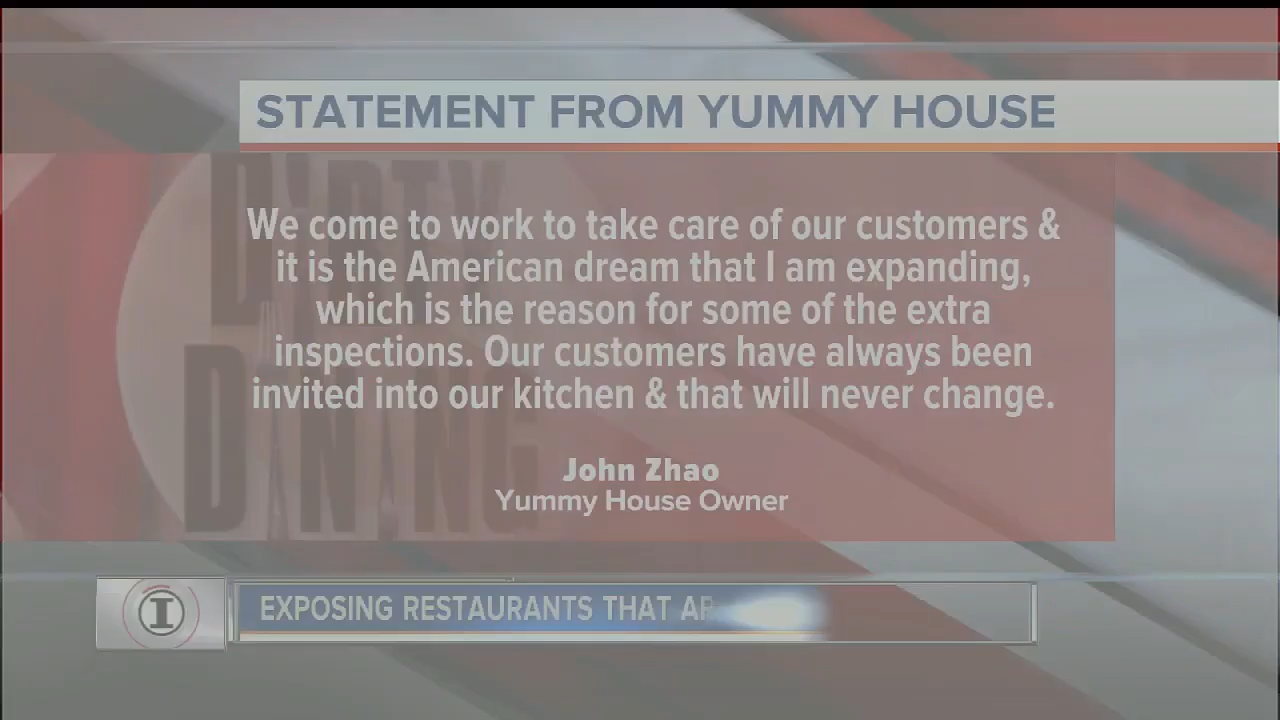 STATEMENT FROM YUMMY HOUSE
DIRTY
DINING
We come to work to take care of our customers &
it is the American dream that I am expanding,
which is the reason for some of the extra
inspections. Our customers have always been
invited into our kitchen & that will never change.
John Zhao
Yummy House Owner
I
EXPOSING RESTAURANTS THAT